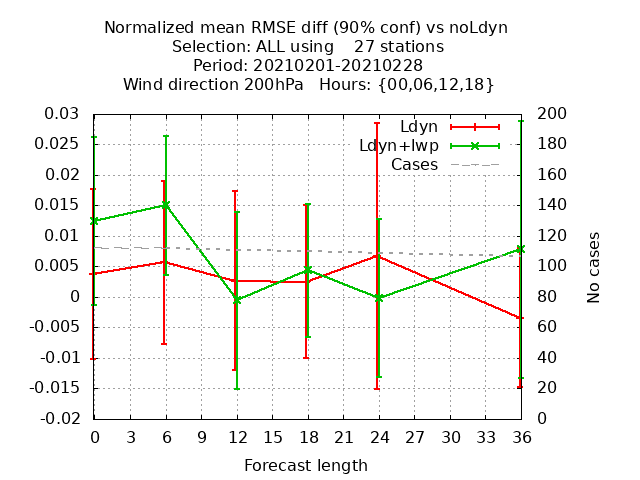 Normalized mean RMSE diff (90% conf) vs noLdyn
Selection: ALL using    27 stations
Period: 20210201-20210228
Wind direction 200hPa   Hours: {00,06,12,18}
0.03 200
Ldyn
0.025 180
Ldyn+lwp
0.02 160
Cases
0.015 140
0.01 120
0.005 100
0 80
-0.005 60
-0.01 40
-0.015 20
-0.02 0
No cases
0 3 6 9 12 15 18 21 24 27 30 33 36
Forecast length